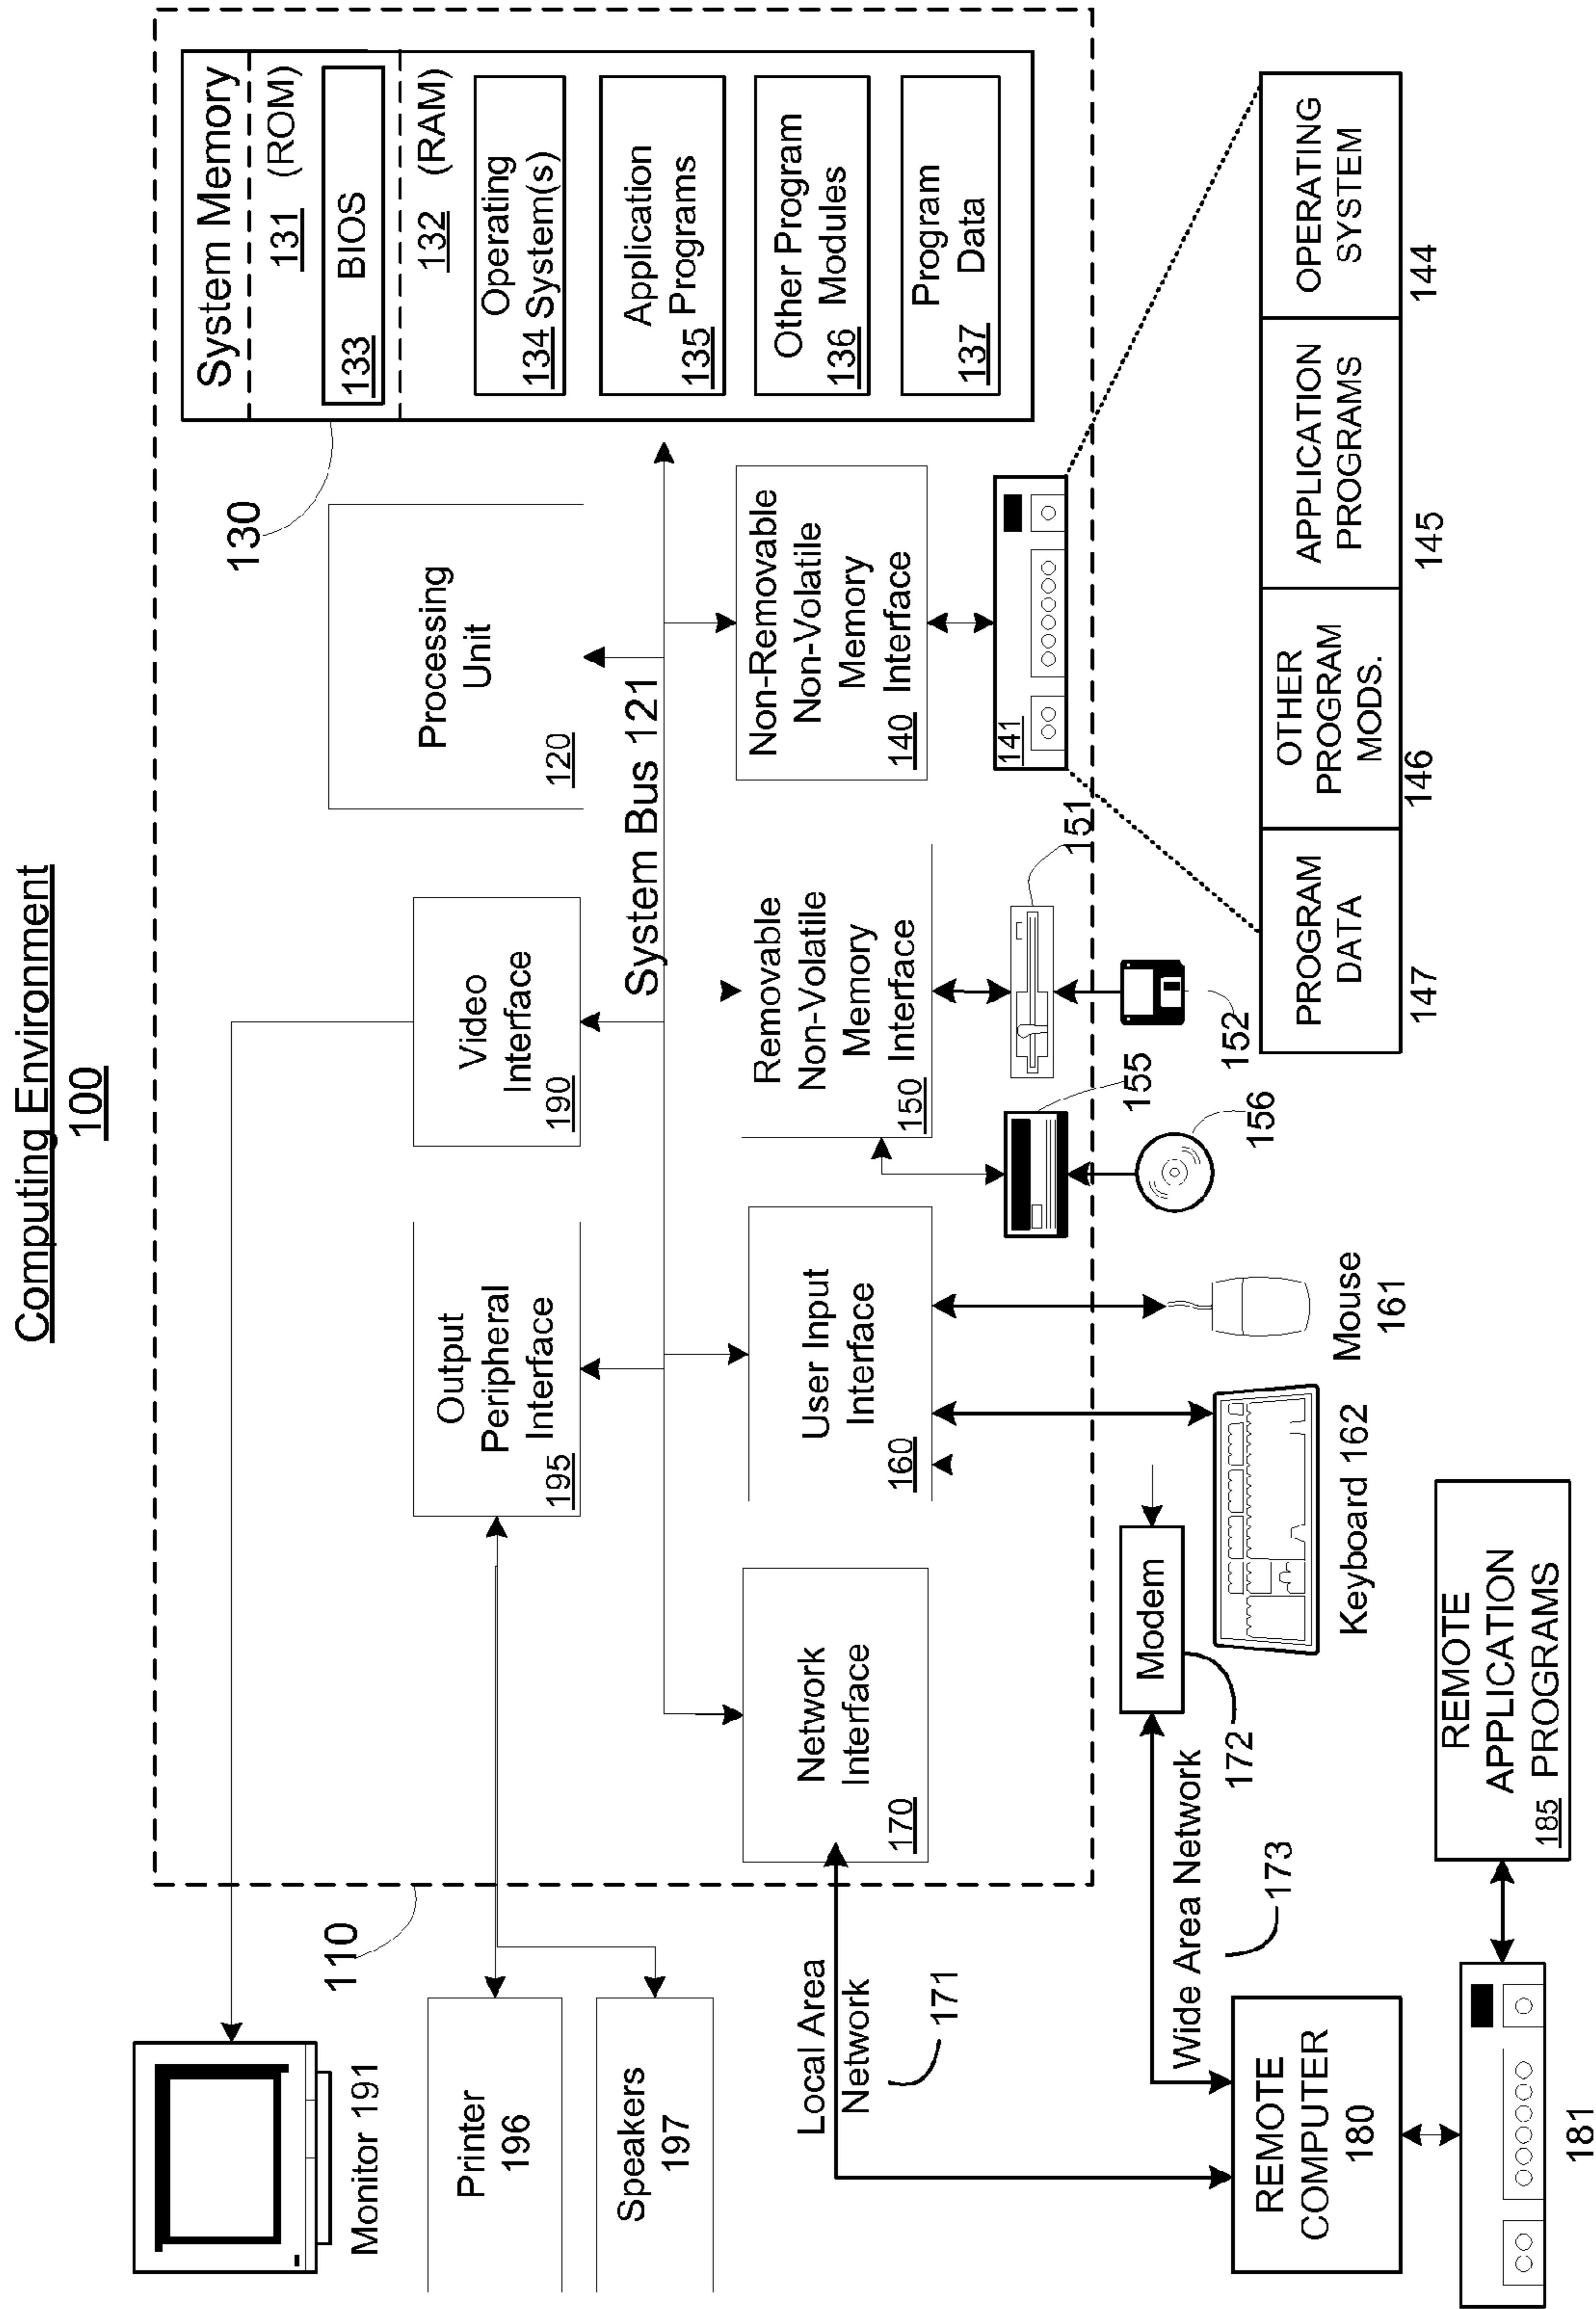 Computing Environment
100
System Memory
131 (ROM)
133 BIOS
132 (RAM)
Operating
134 System(s)
Application
135 Programs
Other Program
136 Modules
Program
137 Data
130
Processing
Unit
120
Video
Interface
190
Output
Peripheral
Interface
195
System Bus 121
Non-Removable
Non-Volatile
Memory
140 Interface
Removable
Non-Volatile
Memory
150 Interface
User Input
Interface
160
Network
Interface
170
141
151
152
155
156
110
Monitor 191
Printer
196
Speakers
197
Local Area
Network
171
Modem
172
Wide Area Network
173
Keyboard 162
Mouse
161
PROGRAM
DATA
147
OTHER
PROGRAM
MODS.
146
APPLICATION
PROGRAMS
145
OPERATING
SYSTEM
144
REMOTE
COMPUTER
180
181
REMOTE
APPLICATION
185 PROGRAMS